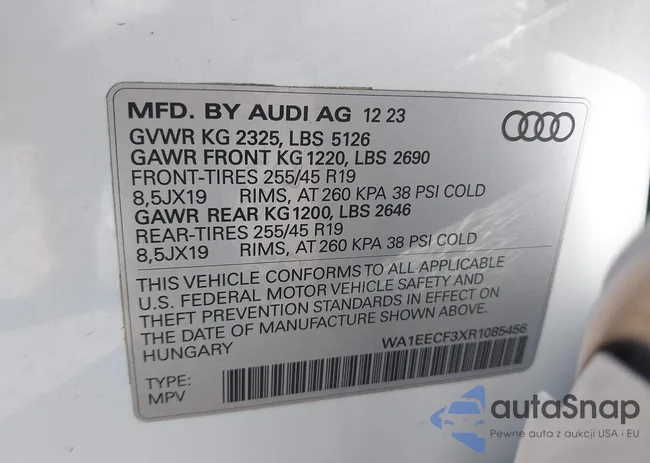 MFD. BY AUDI AG 12 23
GVWR KG 2325, LBS 5126
GAWR FRONT KG 1220, LBS 2690
FRONT-TIRES 255/45 R19
8,5JX19 RIMS, AT 260 KPA 38 PSI COLD
GAWR REAR KG 1200, LBS 2646
REAR-TIRES 255/45 R19
8,5JX19 RIMS, AT 260 KPA 38 PSI COLD
THIS VEHICLE CONFORMS TO ALL APPLICABLE
U.S. FEDERAL MOTOR VEHICLE SAFETY AND
THEFT PREVENTION STANDARDS IN EFFECT ON
THE DATE OF MANUFACTURE SHOWN ABOVE.
HUNGARY WA1EECF3XR1085456
TYPE:
MPV
autaSnap
Pewne auta z aukcji USA i EU